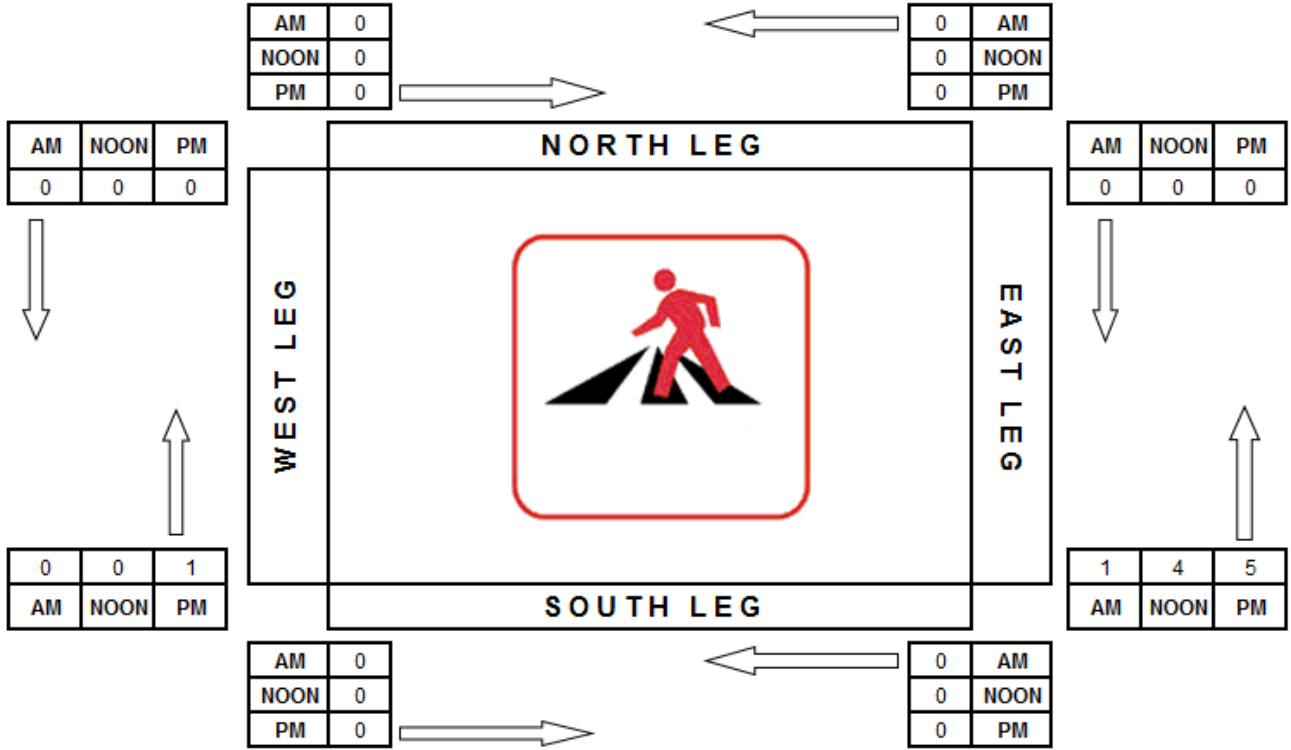 AM 0 0 AM
NOON 0 0 NOON
PM 0 0 PM
AM NOON PM NORTH LEG AM NOON PM
0 0 0 0 0 0
WEST LEG
EAST LEG
0 0 1 1 4 5
AM NOON PM SOUTH LEG AM NOON PM
AM 0 0 AM
NOON 0 0 NOON
PM 0 0 PM